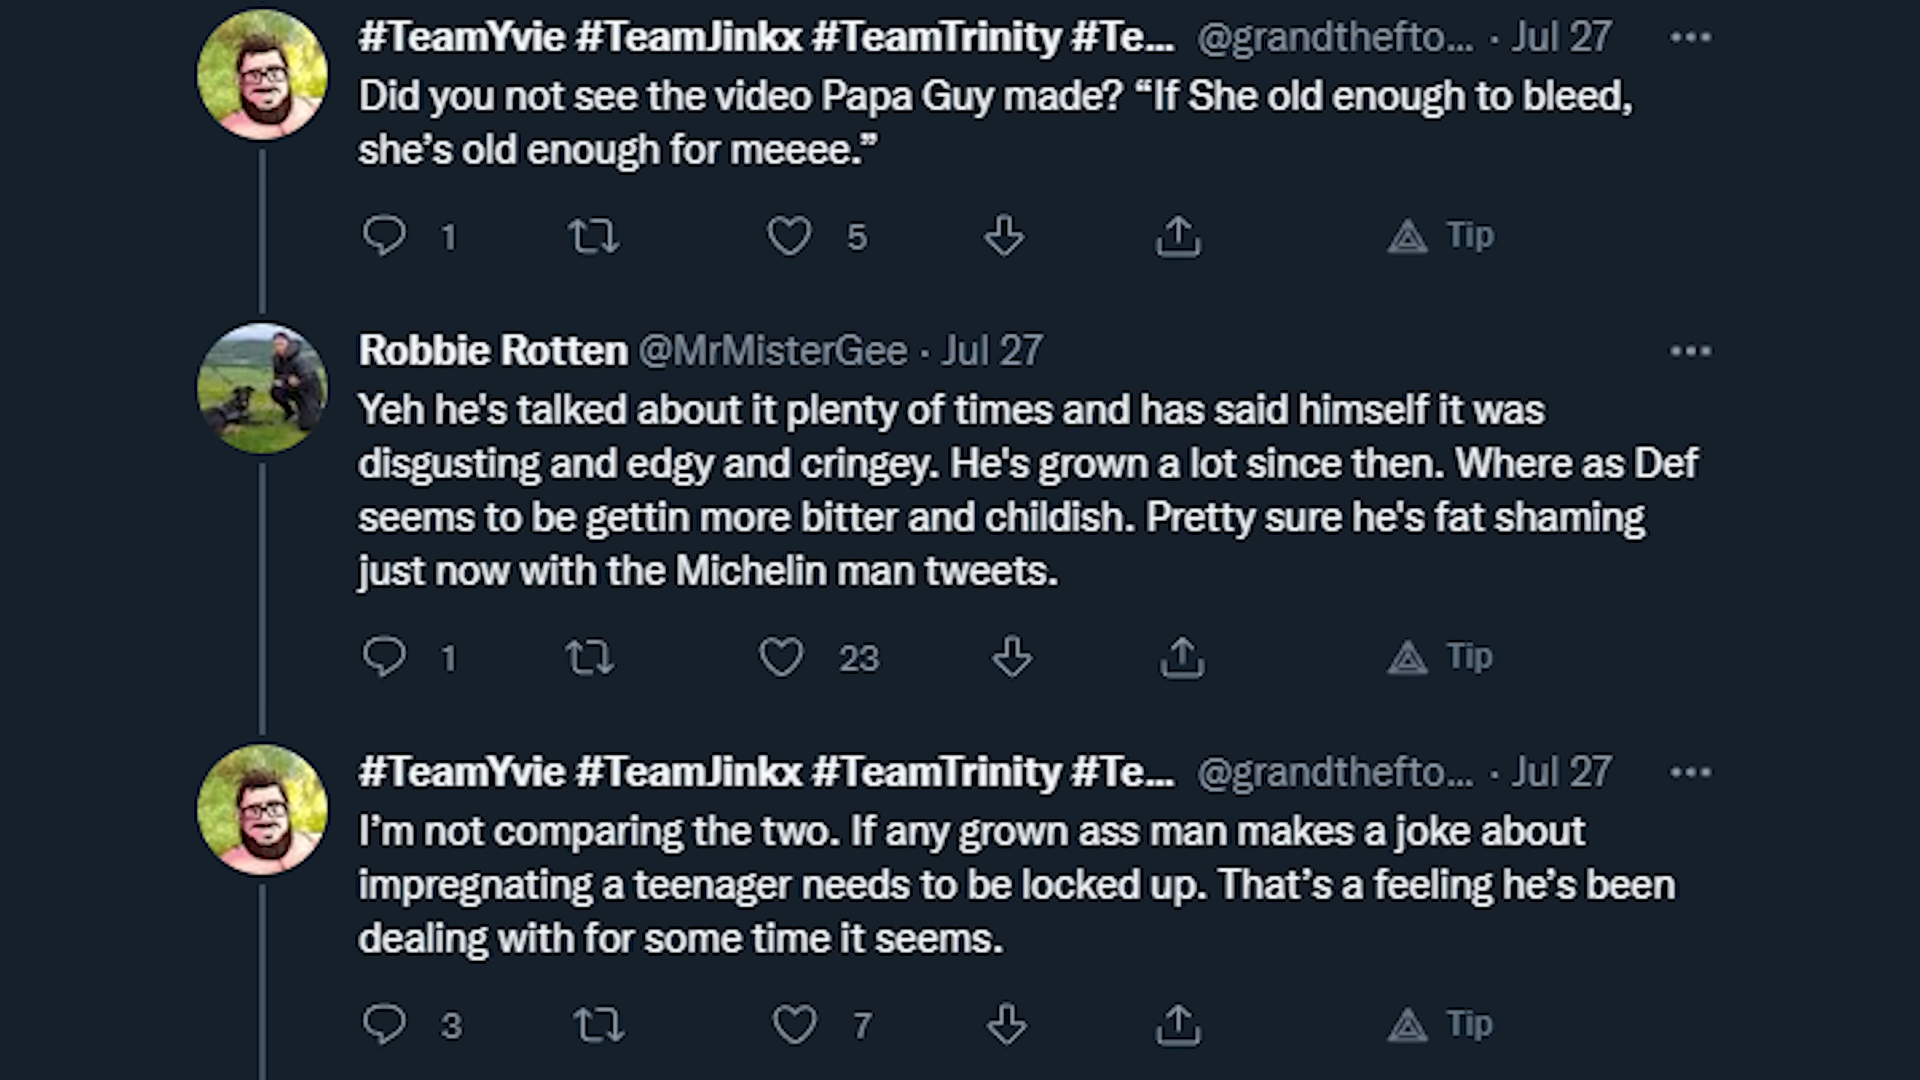 #TeamYvie #TeamJinkx #TeamTrinity #Te... @grandthefto... · Jul 27
Did you not see the video Papa Guy made? “If She old enough to bleed,
she’s old enough for meeee.”
1 5 Tip
Robbie Rotten @MrMisterGee · Jul 27
Yeh he's talked about it plenty of times and has said himself it was
disgusting and edgy and cringey. He's grown a lot since then. Where as Def
seems to be gettin more bitter and childish. Pretty sure he's fat shaming
just now with the Michelin man tweets.
1 23 Tip
#TeamYvie #TeamJinkx #TeamTrinity #Te... @grandthefto... · Jul 27
I’m not comparing the two. If any grown ass man makes a joke about
impregnating a teenager needs to be locked up. That’s a feeling he’s been
dealing with for some time it seems.
3 7 Tip